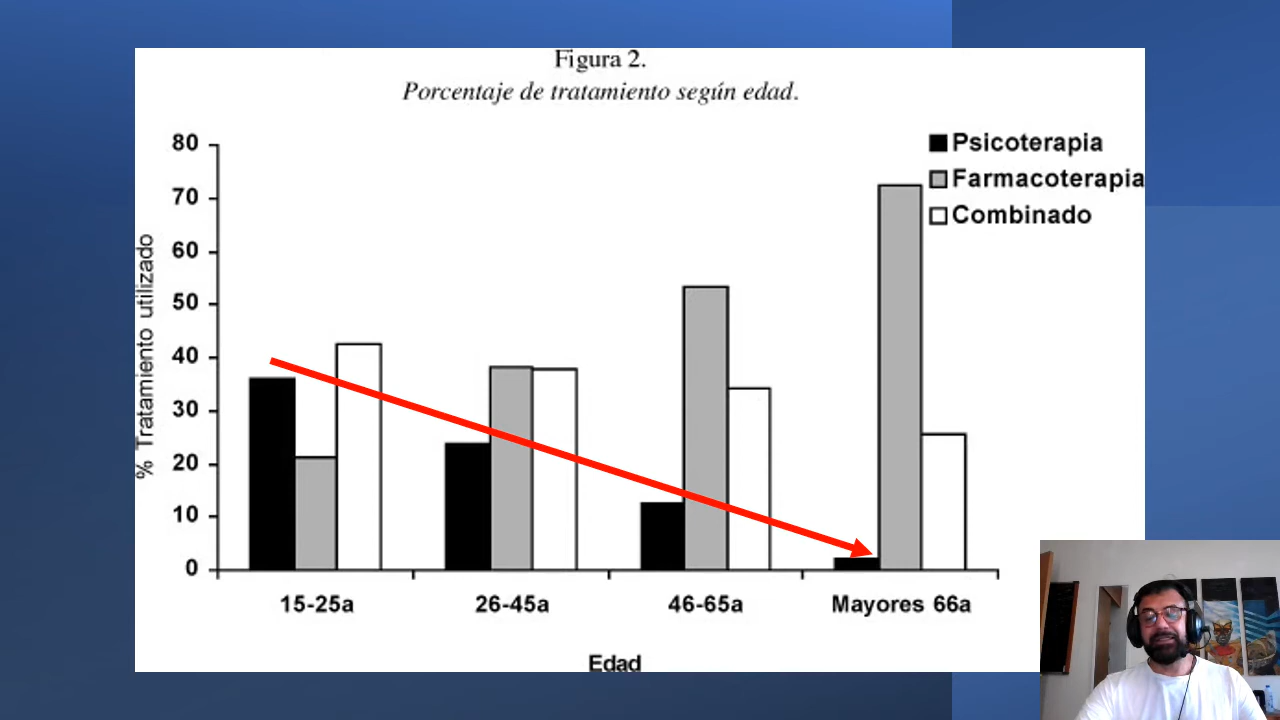 Figura 2.
Porcentaje de tratamiento según edad.
80
70
60
50
40
30
20
10
0
% Tratamiento utilizado
Psicoterapia
Farmacoterapia
Combinado
15-25a
26-45a
46-65a
Mayores 66a
Edad